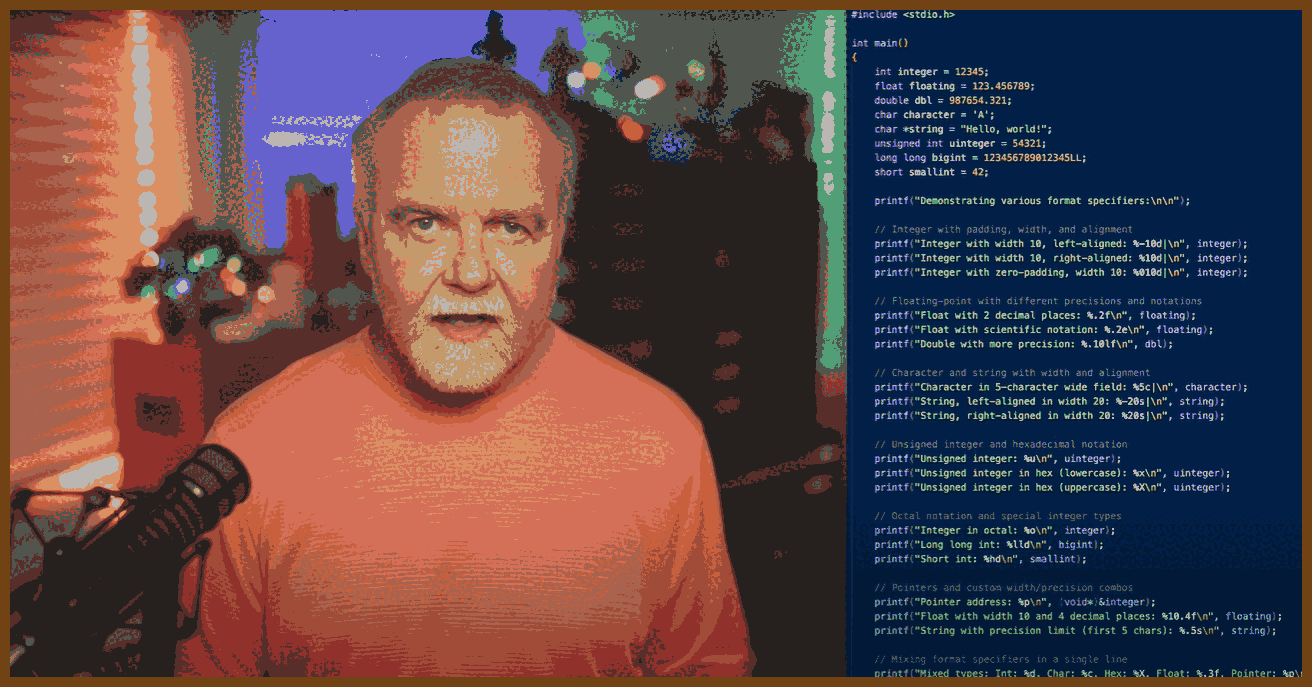 #include <stdio.h>
int main()
{
int integer = 12345;
float floating = 123.456789;
double dbl = 987654.321;
char character = 'A';
char *string = "Hello, world!";
unsigned int uinteger = 54321;
long long bigint = 123456789012345LL;
short smallint = 42;
printf("Demonstrating various format specifiers:\n\n");
// Integer with padding, width, and alignment
printf("Integer with width 10, left-aligned: %-10d|\n", integer);
printf("Integer with width 10, right-aligned: %10d|\n", integer);
printf("Integer with zero-padding, width 10: %010d|\n", integer);
// Floating-point with different precisions and notations
printf("Float with 2 decimal places: %.2f\n", floating);
printf("Float with scientific notation: %.2e\n", floating);
printf("Double with more precision: %.10lf\n", dbl);
// Character and string with width and alignment
printf("Character in 5-character wide field: %5c|\n", character);
printf("String, left-aligned in width 20: %-20s|\n", string);
printf("String, right-aligned in width 20: %20s|\n", string);
// Unsigned integer and hexadecimal notation
printf("Unsigned integer: %u\n", uinteger);
printf("Unsigned integer in hex (lowercase): %x\n", uinteger);
printf("Unsigned integer in hex (uppercase): %X\n", uinteger);
// Octal notation and special integer types
printf("Integer in octal: %o\n", integer);
printf("Long long int: %lld\n", bigint);
printf("Short int: %hd\n", smallint);
// Pointers and custom width/precision combos
printf("Pointer address: %p\n", (void*)&integer);
printf("Float with width 10 and 4 decimal places: %10.4f\n", floating);
printf("String with precision limit (first 5 chars): %.5s\n", string);
// Mixing format specifiers in a single line
printf("Mixed types: Int: %d, Char: %c, Hex: %X, Float: %.3f, Pointer: %p\